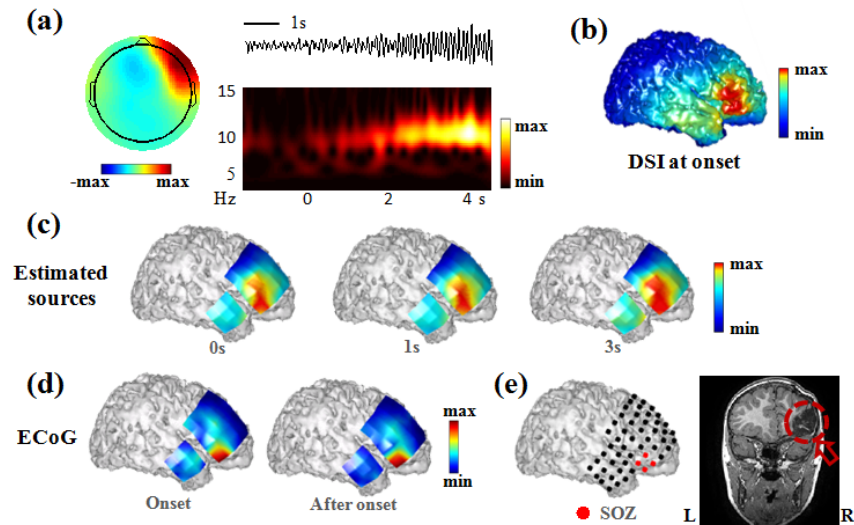 (a)
1s
15
10
5
Hz
0
2
4 s
max
min
-max
max
(b)
max
min
DSI at onset
(c)
Estimated
sources
0s
1s
3s
max
min
(d)
ECoG
Onset
After onset
max
min
(e)
SOZ
L
R